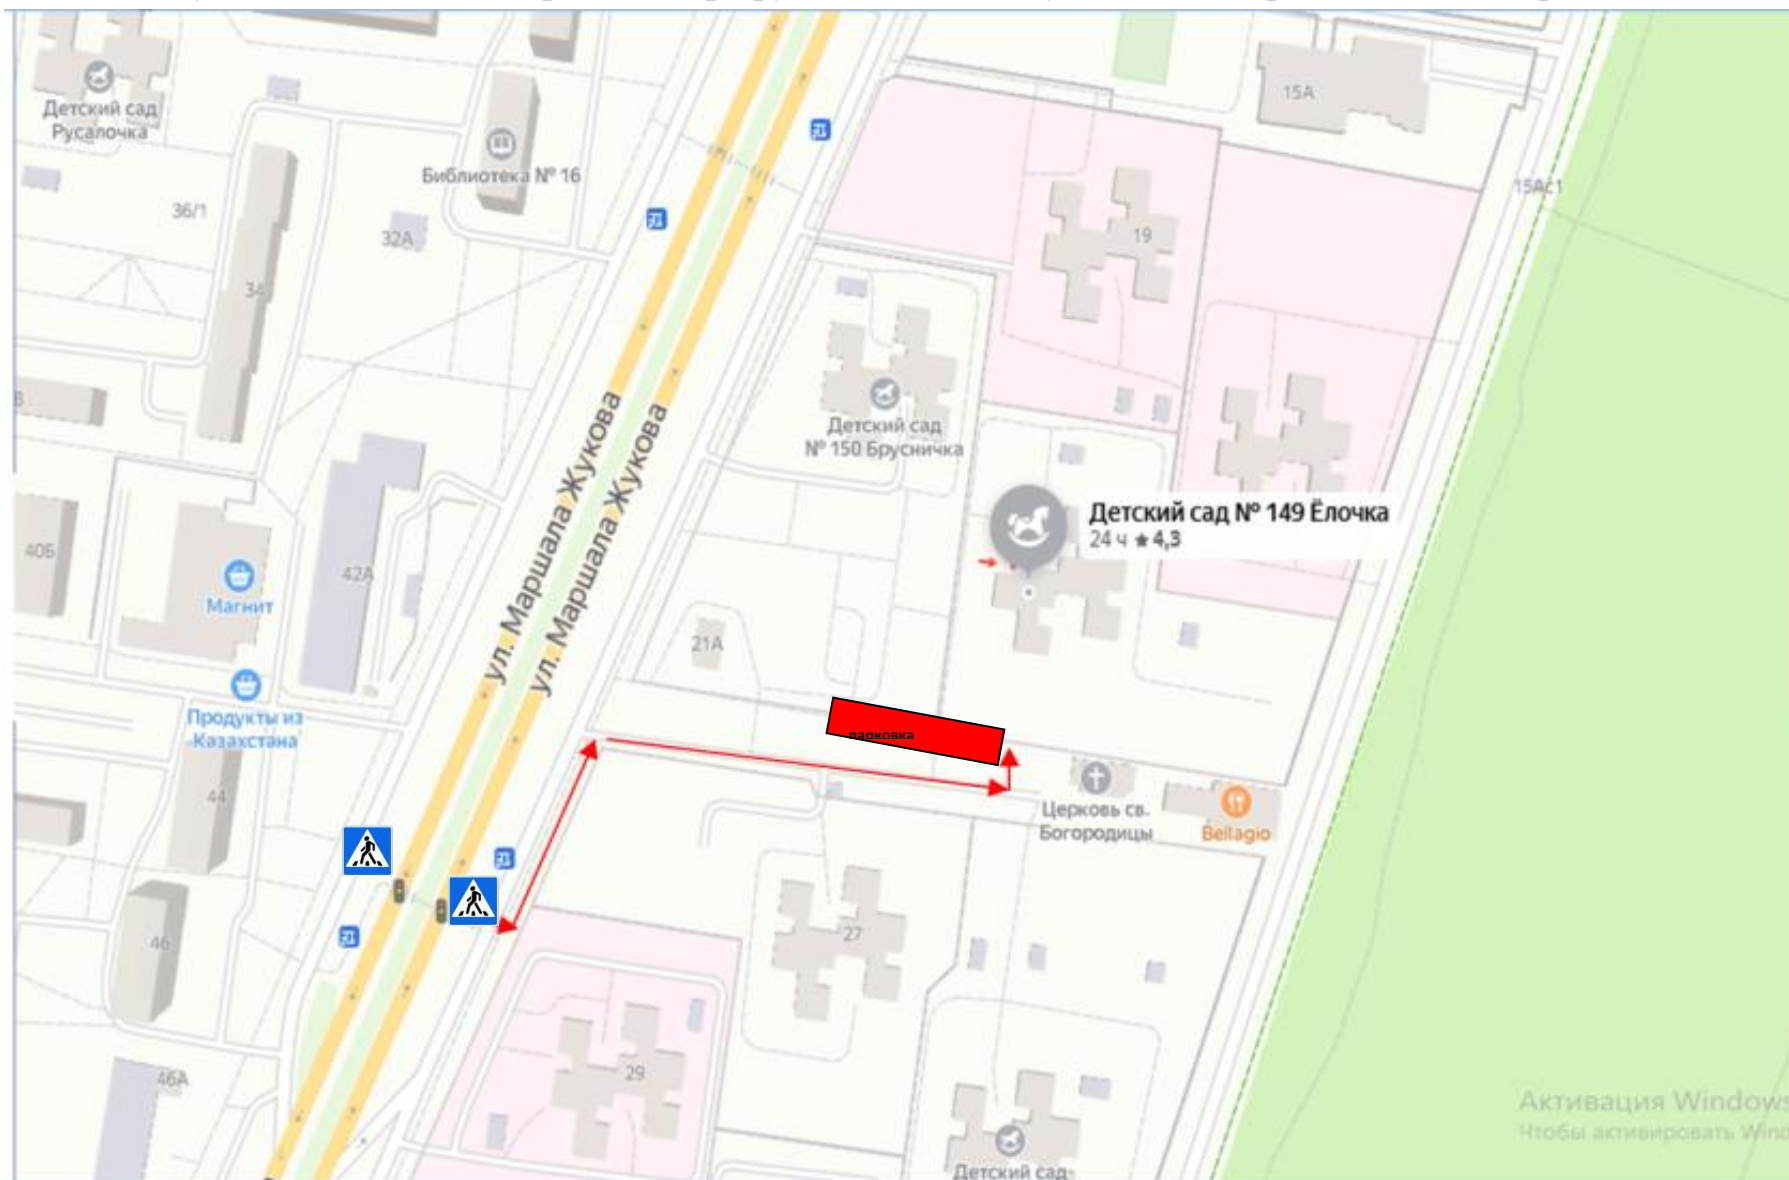 Детский сад
Русалочка
Библиотека № 16
15А
15Ас1
36/1
32А
19
34
ул. Маршала Жукова
ул. Маршала Жукова
Детский сад
№ 150 Брусничка
Детский сад № 149 Ёлочка
24 ч ★ 4,3
40Б
42А
Магнит
21А
Продукты из
Казахстана
парковка
44
Церковь св.
Богородицы
Bellagio
46
27
29
46А
Детский сад
Активация Windows
Чтобы активировать Wind